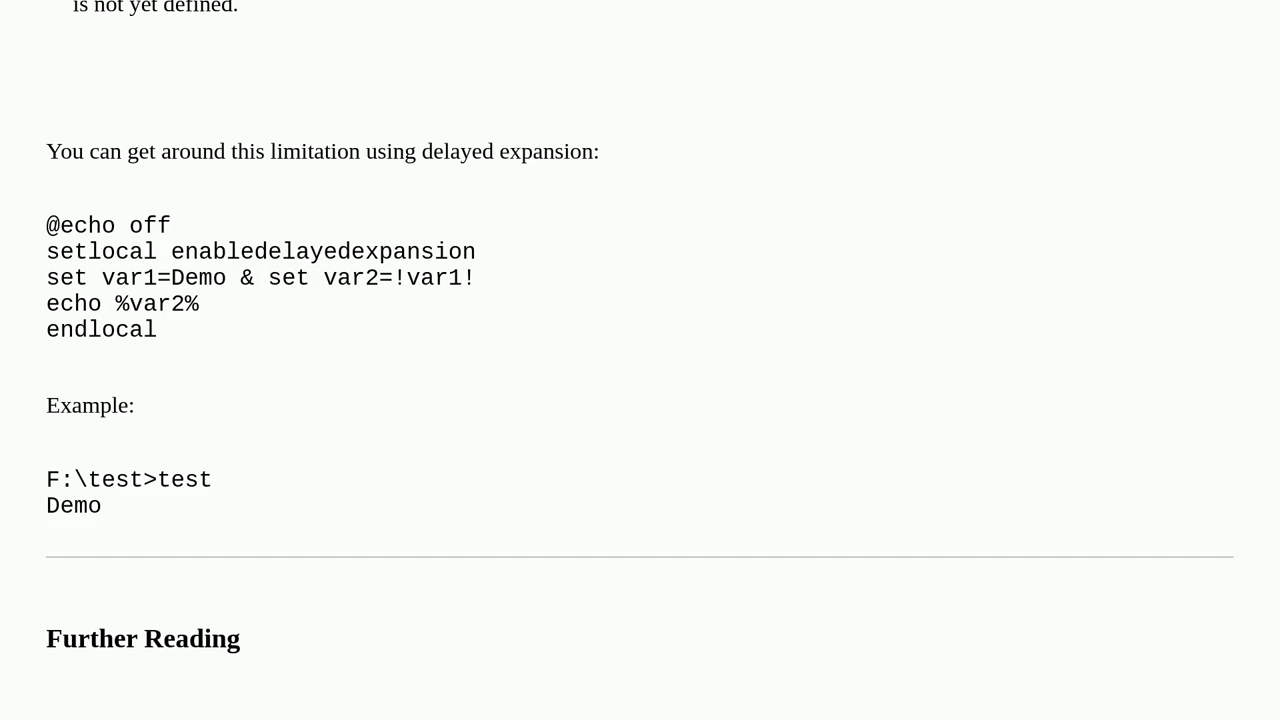 is not yet defined.
You can get around this limitation using delayed expansion:
@echo off
setlocal enabledelayedexpansion
set var1=Demo & set var2=!var1!
echo %var2%
endlocal
Example:
F:\test>test
Demo
Further Reading